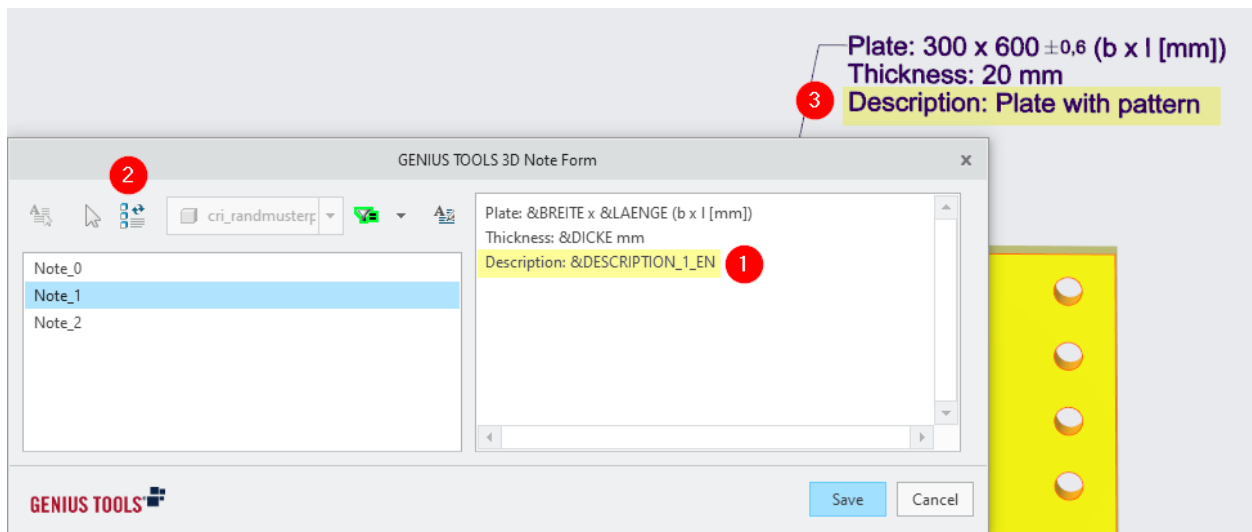 Plate: 300 x 600 ±0,6 (b x l [mm])
Thickness: 20 mm
3 Description: Plate with pattern
GENIUS TOOLS 3D Note Form x
2
cri_randmusterp
Plate: &BREITE x &LAENGE (b x l [mm])
Thickness: &DICKE mm
Description: &DESCRIPTION_1_EN 1
Note_0
Note_1
Note_2
GENIUS TOOLS
Save Cancel